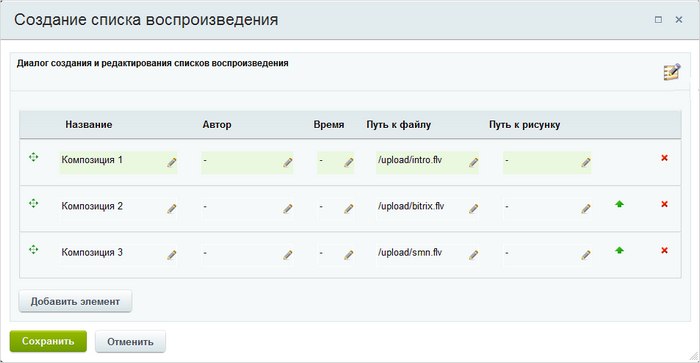 Создание списка воспроизведения
Диалог создания и редактирования списков воспроизведения
Название Автор Время Путь к файлу Путь к рисунку
Композиция 1 - - /upload/intro.flv -
Композиция 2 - - /upload/bitrix.flv -
Композиция 3 - - /upload/smn.flv -
Добавить элемент
Сохранить Отменить